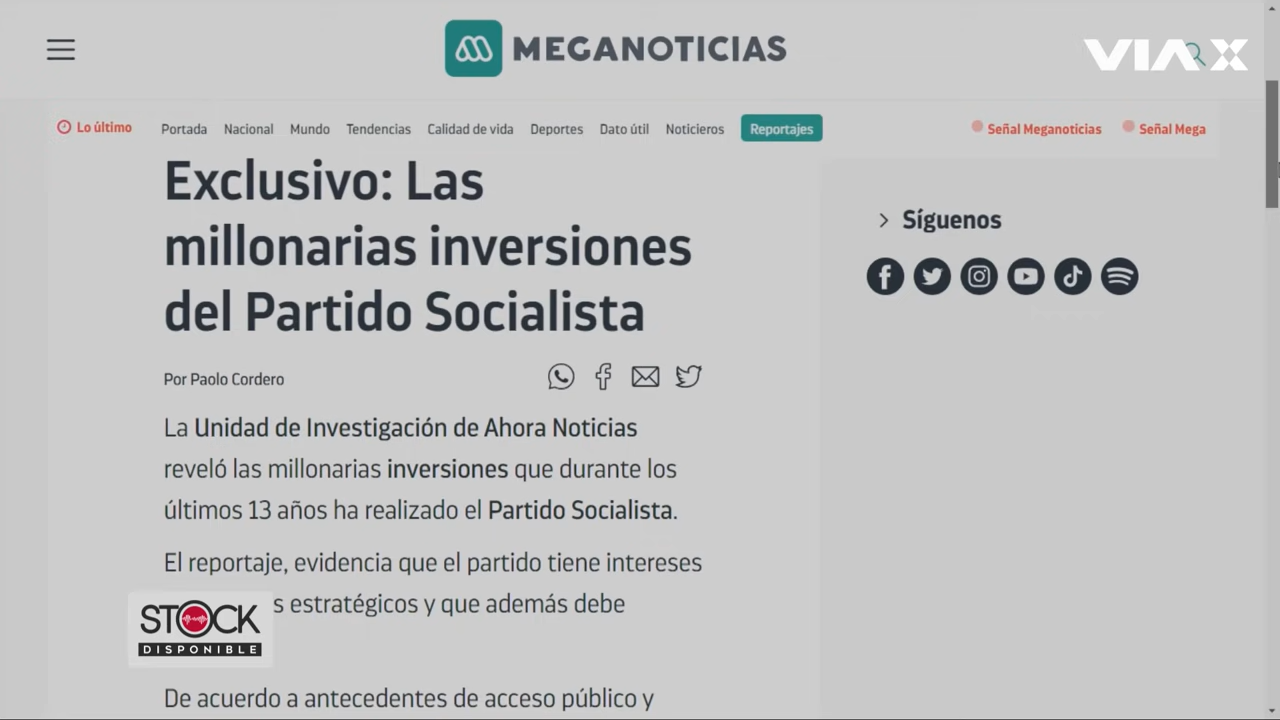 MEGANOTICIAS
VIA X
Lo último
Portada
Nacional
Mundo
Tendencias
Calidad de vida
Deportes
Dato útil
Noticieros
Reportajes
Señal Meganoticias
Señal Mega
Exclusivo: Las
millonarias inversiones
del Partido Socialista
Síguenos
Por Paolo Cordero
La Unidad de Investigación de Ahora Noticias
reveló las millonarias inversiones que durante los
últimos 13 años ha realizado el Partido Socialista.
El reportaje, evidencia que el partido tiene intereses
estratégicos y que además debe
STOCK
DISPONIBLE
De acuerdo a antecedentes de acceso público y